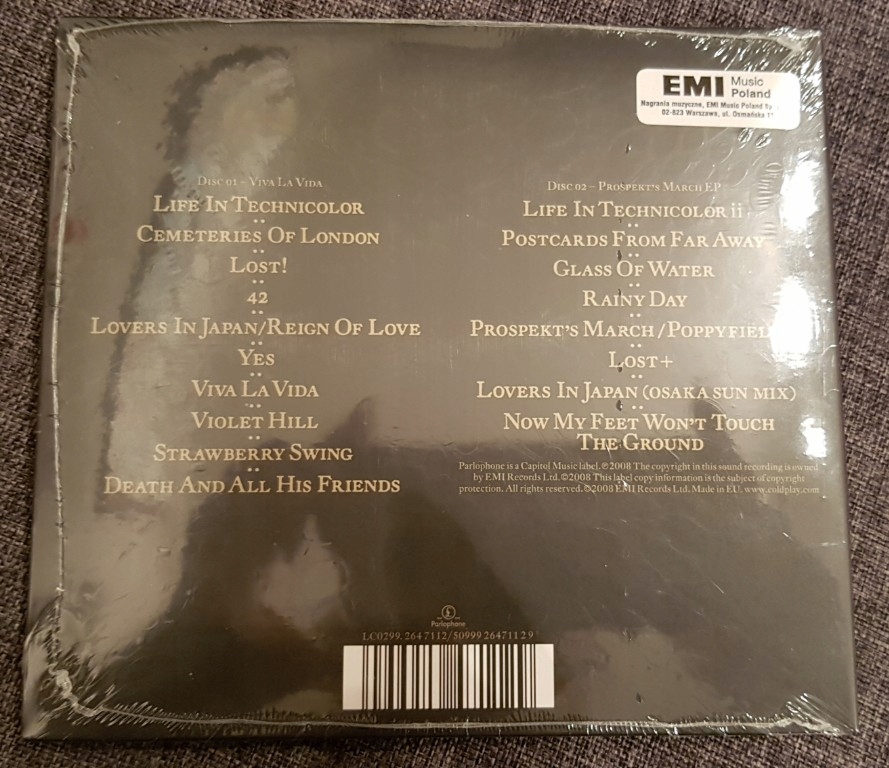 EMI Music
Poland
Nagrania muzyczne, EMI Music Poland
02-823 Warszawa, ul. Osmańska
Disc 01 – Viva La Vida
Life In Technicolor
Cemeteries Of London
Lost!
42
Lovers In Japan/Reign Of Love
Yes
Viva La Vida
Violet Hill
Strawberry Swing
Death And All His Friends
Disc 02 – Prospekt's March EP
Life In Technicolor ii
Postcards From Far Away
Glass Of Water
Rainy Day
Prospekt's March/Poppyfields
Lost+
Lovers In Japan (Osaka Sun Mix)
Now My Feet Won't Touch
The Ground
Parlophone is a Capitol Music label. ℗2008 The copyright in this sound recording is owned
by EMI Records Ltd. ©2008 This label copy information is the subject of copyright
protection. All rights reserved. ©2008 EMI Records Ltd. Made in EU. www.coldplay.com
Parlophone
LC0299. 264 7112/50999 26471129